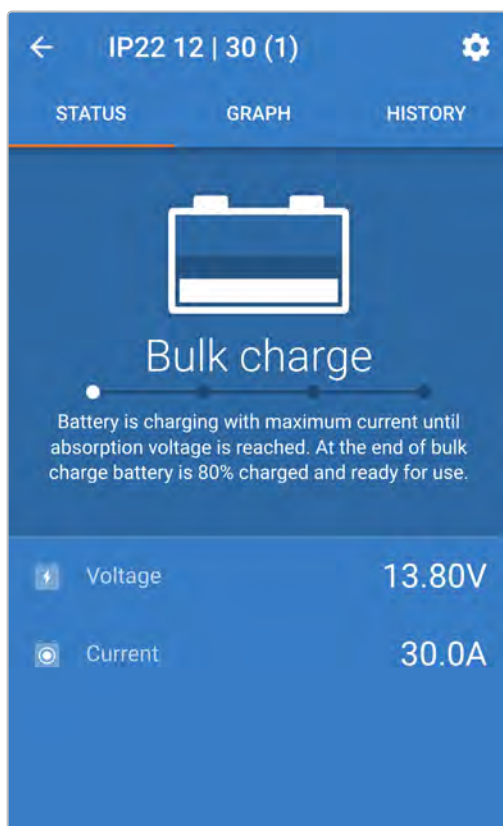 IP22 12 | 30 (1)
STATUS GRAPH HISTORY
Bulk charge
Battery is charging with maximum current until
absorption voltage is reached. At the end of bulk
charge battery is 80% charged and ready for use.
Voltage 13.80V
Current 30.0A